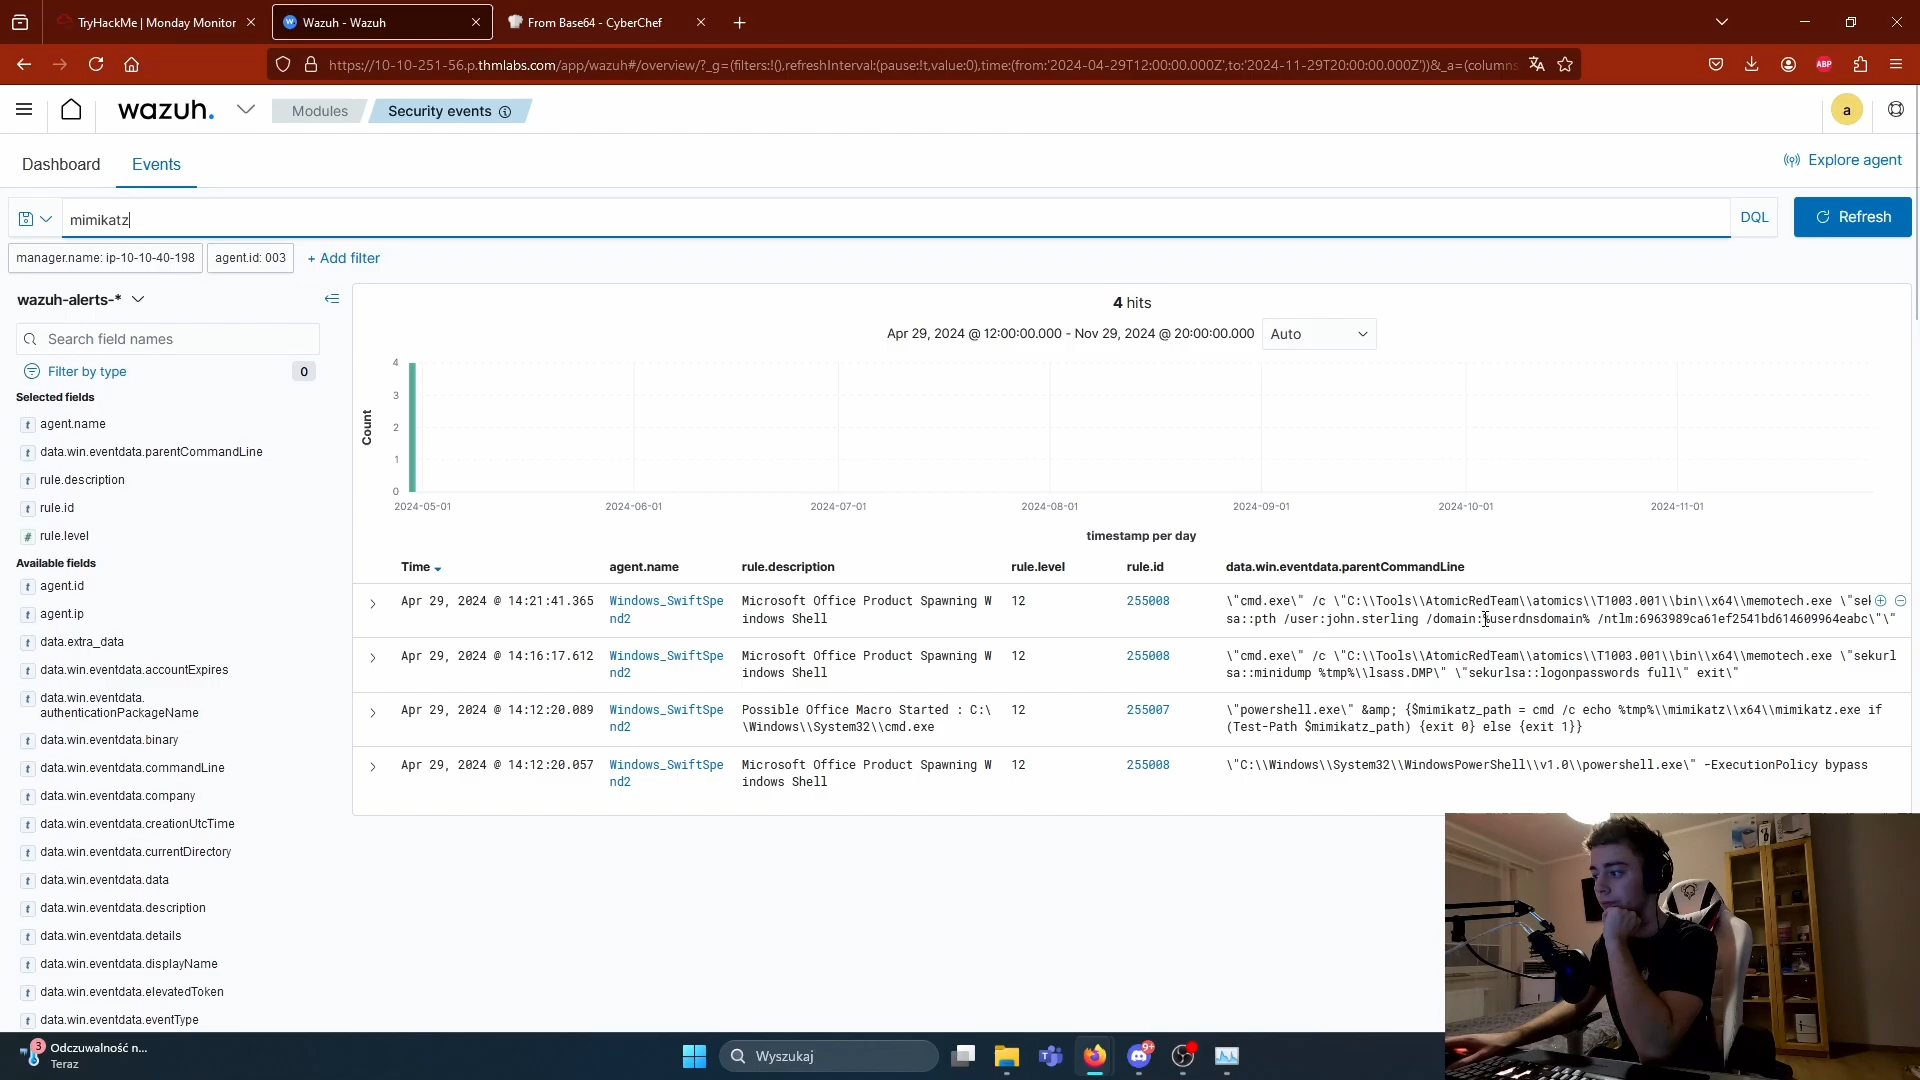 TryHackMe | Monday Monitor
Wazuh - Wazuh
From Base64 - CyberChef
https://10-10-251-56.p.thmlabs.com/app/wazuh#/overview/?_g=(filters:!(),refreshInterval:(pause:!t,value:0),time:(from:'2024-04-29T12:00:00.000Z',to:'2024-11-29T20:00:00.000Z'))&_a=(columns
ABP
wazuh.
Modules
Security events
a
Dashboard
Events
Explore agent
mimikatz
DQL
Refresh
manager.name: ip-10-10-40-198
agent.id: 003
+ Add filter
wazuh-alerts-*
Search field names
Filter by type
0
Selected fields
t agent.name
t data.win.eventdata.parentCommandLine
t rule.description
t rule.id
# rule.level
Available fields
t agent.id
t agent.ip
t data.extra_data
t data.win.eventdata.accountExpires
t data.win.eventdata.
authenticationPackageName
t data.win.eventdata.binary
t data.win.eventdata.commandLine
t data.win.eventdata.company
t data.win.eventdata.creationUtcTime
t data.win.eventdata.currentDirectory
t data.win.eventdata.data
t data.win.eventdata.description
t data.win.eventdata.details
t data.win.eventdata.displayName
t data.win.eventdata.elevatedToken
t data.win.eventdata.eventType
4 hits
Apr 29, 2024 @ 12:00:00.000 - Nov 29, 2024 @ 20:00:00.000
Auto
Count
4
3
2
1
0
2024-05-01
2024-06-01
2024-07-01
2024-08-01
2024-09-01
2024-10-01
2024-11-01
timestamp per day
Time
agent.name
rule.description
rule.level
rule.id
data.win.eventdata.parentCommandLine
Apr 29, 2024 @ 14:21:41.365
Windows_SwiftSpe
nd2
Microsoft Office Product Spawning W
indows Shell
12
255008
\"cmd.exe\" /c \"C:\\Tools\\AtomicRedTeam\\atomics\\T1003.001\\bin\\x64\\memotech.exe \"sek
sa::pth /user:john.sterling /domain:%userdnsdomain% /ntlm:6963989ca61ef2541bd614609964eabc\"\"
Apr 29, 2024 @ 14:16:17.612
Windows_SwiftSpe
nd2
Microsoft Office Product Spawning W
indows Shell
12
255008
\"cmd.exe\" /c \"C:\\Tools\\AtomicRedTeam\\atomics\\T1003.001\\bin\\x64\\memotech.exe \"sekurl
sa::minidump %tmp%\\lsass.DMP\" \"sekurlsa::logonpasswords full\" exit\"
Apr 29, 2024 @ 14:12:20.089
Windows_SwiftSpe
nd2
Possible Office Macro Started : C:\
\Windows\\System32\\cmd.exe
12
255007
\"powershell.exe\" &amp; {$mimikatz_path = cmd /c echo %tmp%\\mimikatz\\x64\\mimikatz.exe if
(Test-Path $mimikatz_path) {exit 0} else {exit 1}}
Apr 29, 2024 @ 14:12:20.057
Windows_SwiftSpe
nd2
Microsoft Office Product Spawning W
indows Shell
12
255008
\"C:\\Windows\\System32\\WindowsPowerShell\\v1.0\\powershell.exe\" -ExecutionPolicy bypass
3
Odczuwalność n...
Teraz
Wyszukaj
9+